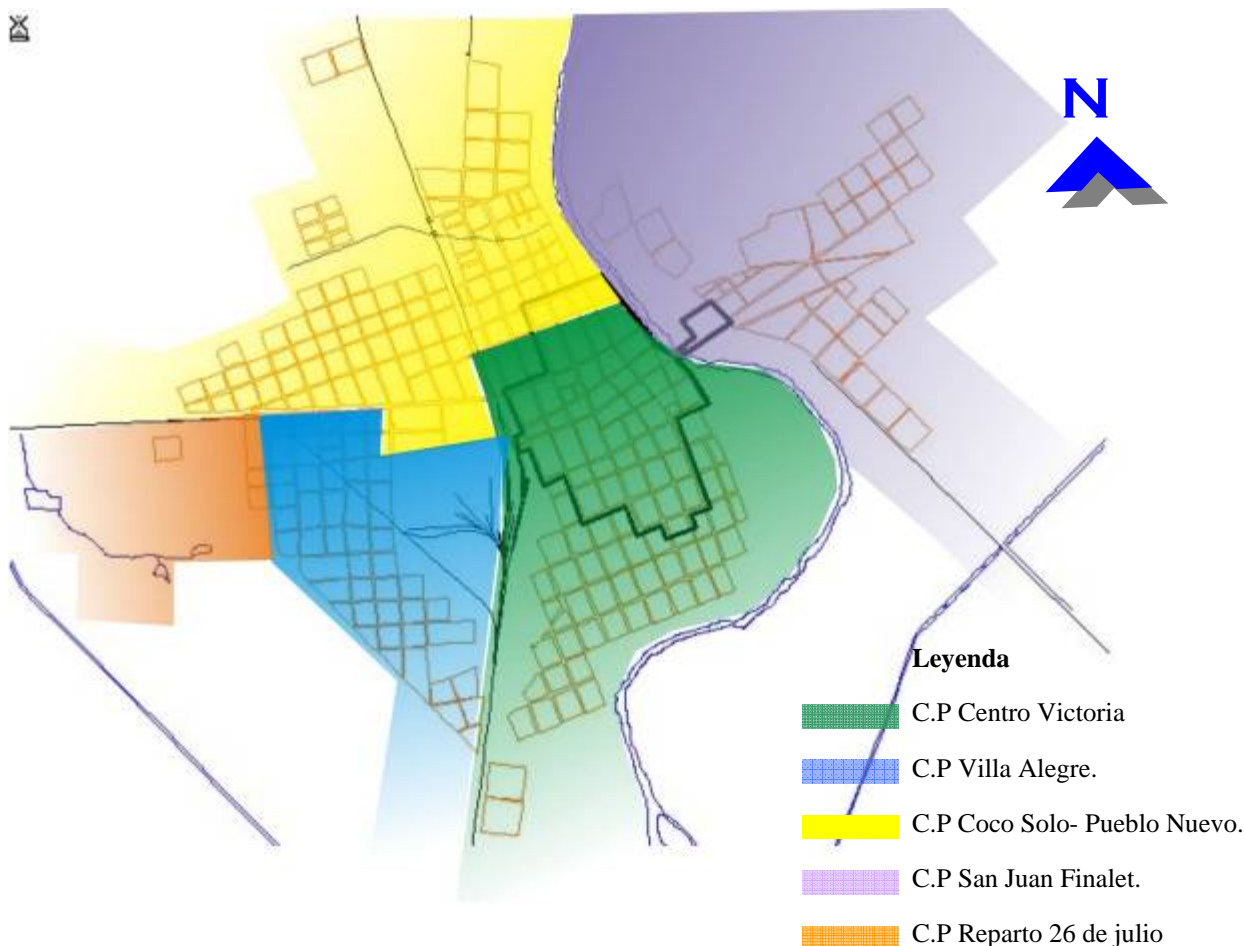 N
Leyenda
C.P Centro Victoria
C.P Villa Alegre.
C.P Coco Solo- Pueblo Nuevo.
C.P San Juan Finalet.
C.P Reparto 26 de julio